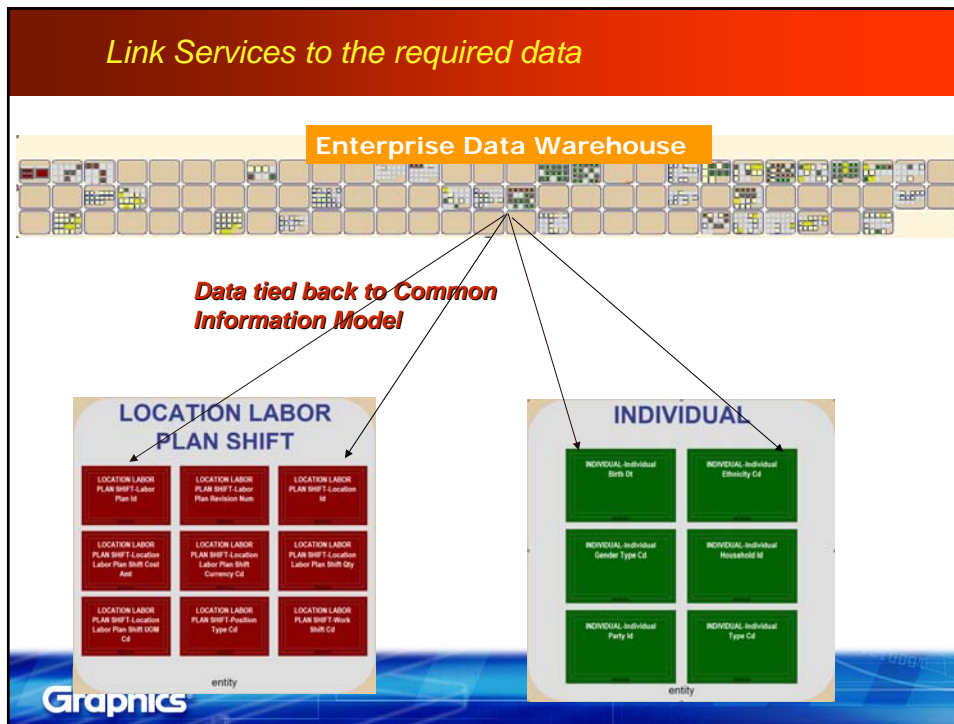 Link Services to the required data
Enterprise Data Warehouse
Data tied back to Common
Information Model
LOCATION LABOR
PLAN SHIFT
LOCATION LABOR
PLAN SHIFT-Labor
Plan Id
LOCATION LABOR
PLAN SHIFT-Labor
Plan Revision Num
LOCATION LABOR
PLAN SHIFT-Location
Id
LOCATION LABOR
PLAN SHIFT-Location
Labor Plan Shift Cost
Amt
LOCATION LABOR
PLAN SHIFT-Location
Labor Plan Shift
Currency Cd
LOCATION LABOR
PLAN SHIFT-Location
Labor Plan Shift Qty
LOCATION LABOR
PLAN SHIFT-Location
Labor Plan Shift UOM
Cd
LOCATION LABOR
PLAN SHIFT-Position
Type Cd
LOCATION LABOR
PLAN SHIFT-Work
Shift Cd
entity
INDIVIDUAL
INDIVIDUAL-Individual
Birth Dt
INDIVIDUAL-Individual
Ethnicity Cd
INDIVIDUAL-Individual
Gender Type Cd
INDIVIDUAL-Individual
Household Id
INDIVIDUAL-Individual
Party Id
INDIVIDUAL-Individual
Type Cd
entity
Graphics